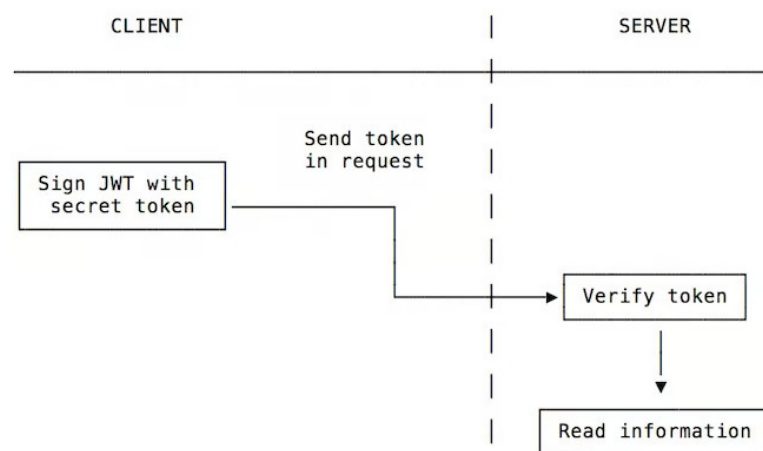 CLIENT
SERVER
Send token
in request
Sign JWT with
secret token
Verify token
Read information